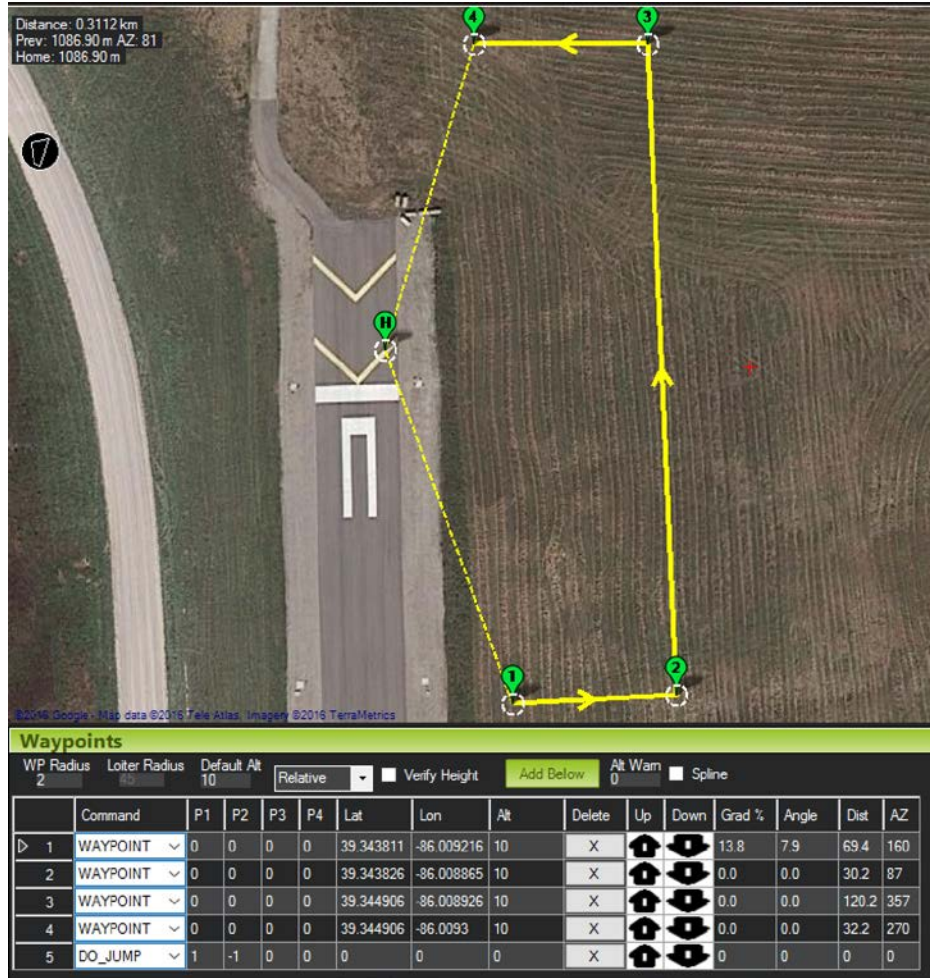 Distance: 0.3112 km
Prev: 1086.90 m AZ: 81
Home: 1086.90 m
4
3
H
1
2
©2016 Google - Map data ©2016 Tele Atlas, Imagery ©2016 TerraMetrics
Waypoints
WP Radius Loiter Radius Default Alt Alt Warn
2 45 10 Relative Verify Height Add Below 0 Spline
Command P1 P2 P3 P4 Lat Lon Alt Delete Up Down Grad % Angle Dist AZ
1 WAYPOINT 0 0 0 0 39.343811 -86.009216 10 X 13.8 7.9 69.4 160
2 WAYPOINT 0 0 0 0 39.343826 -86.008865 10 X 0.0 0.0 30.2 87
3 WAYPOINT 0 0 0 0 39.344906 -86.008926 10 X 0.0 0.0 120.2 357
4 WAYPOINT 0 0 0 0 39.344906 -86.0093 10 X 0.0 0.0 32.2 270
5 DO_JUMP 1 -1 0 0 0 0 0 X 0 0 0 0